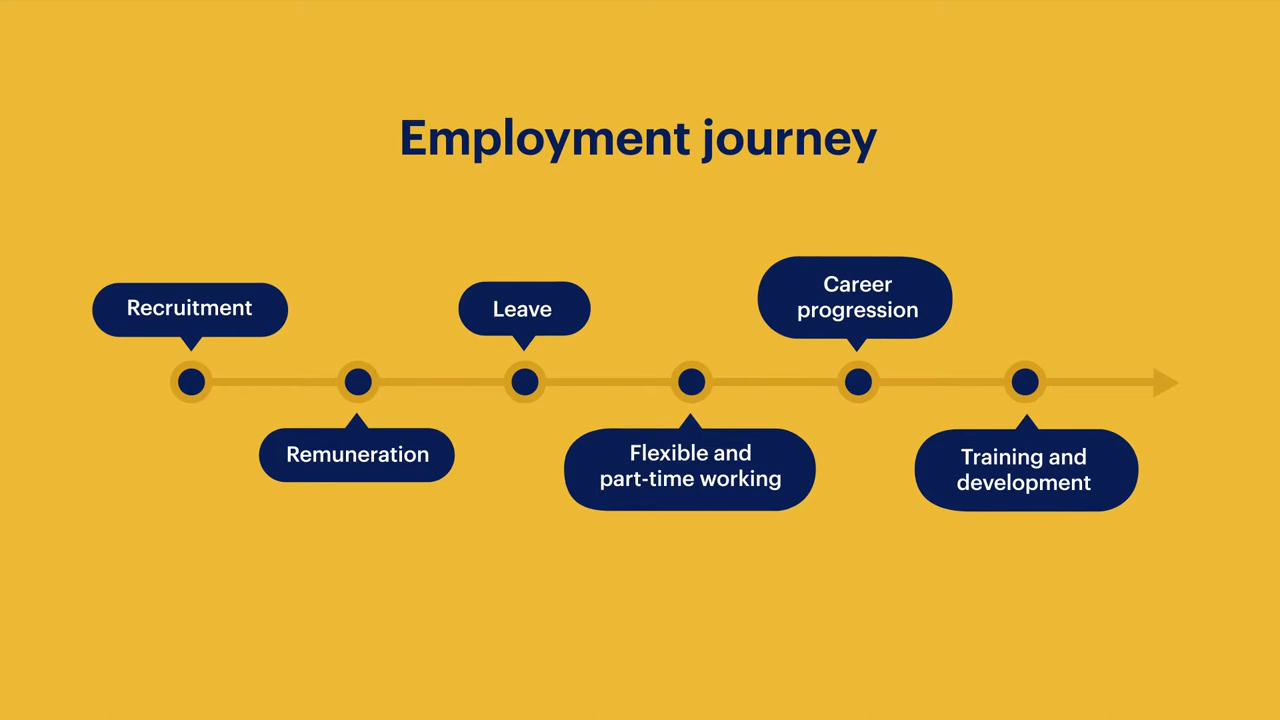 Employment journey
Recruitment
Remuneration
Leave
Flexible and
part-time working
Career
progression
Training and
development